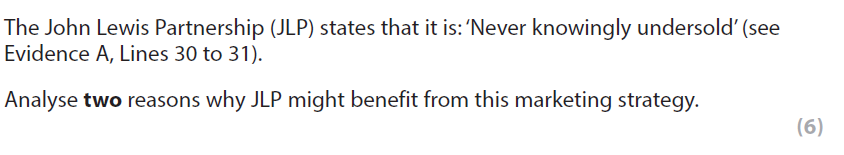 The John Lewis Partnership (JLP) states that it is: ‘Never knowingly undersold’ (see
Evidence A, Lines 30 to 31).
Analyse two reasons why JLP might benefit from this marketing strategy.
(6)